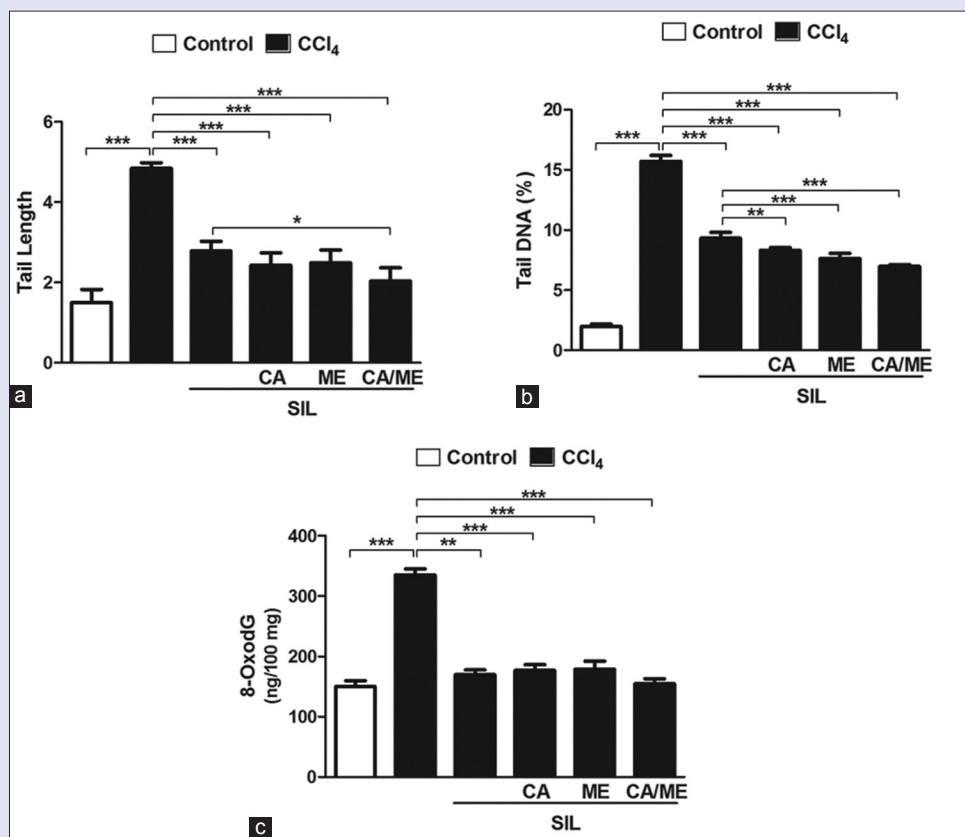 Control CCl₄
***
***
***
*** ***
*
6
4
2
0
Tail Length
CA ME CA/ME
SIL
a
Control CCl₄
***
***
***
*** ***
***
***
**
20
15
10
5
0
Tail DNA (%)
CA ME CA/ME
SIL
b
Control CCl₄
***
***
***
*** **
400
300
200
100
0
8-OxodG
(ng/100 mg)
CA ME CA/ME
SIL
c